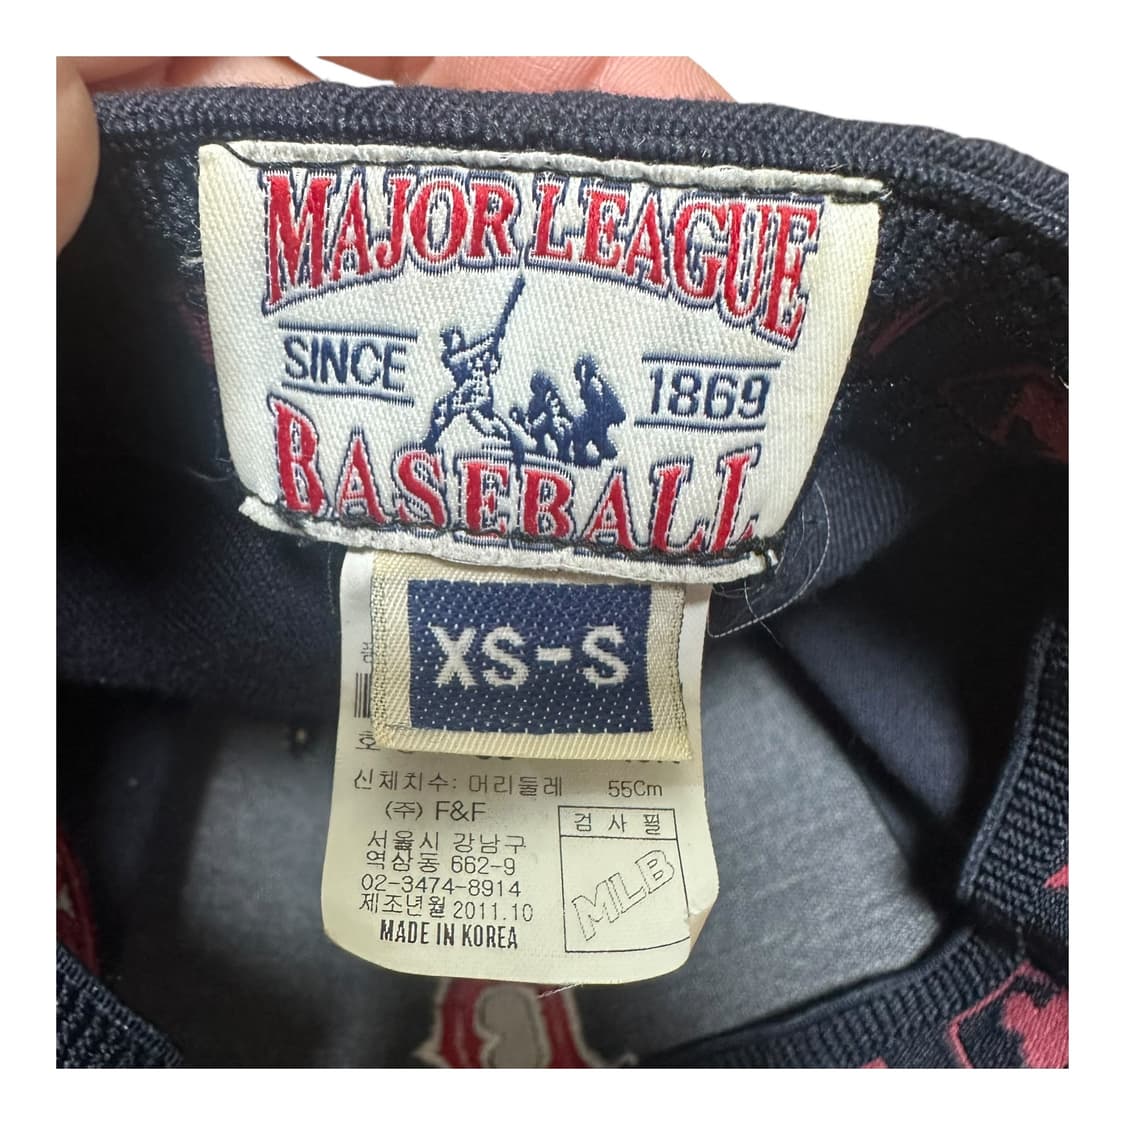 MAJOR LEAGUE
SINCE 1869
BASEBALL
XS-S
신체치수: 머리둘레 55Cm
(주) F&F
서울시 강남구
역삼동 662-9
02-3474-8914
제조년월 2011.10
MADE IN KOREA
검 사 필
MLB